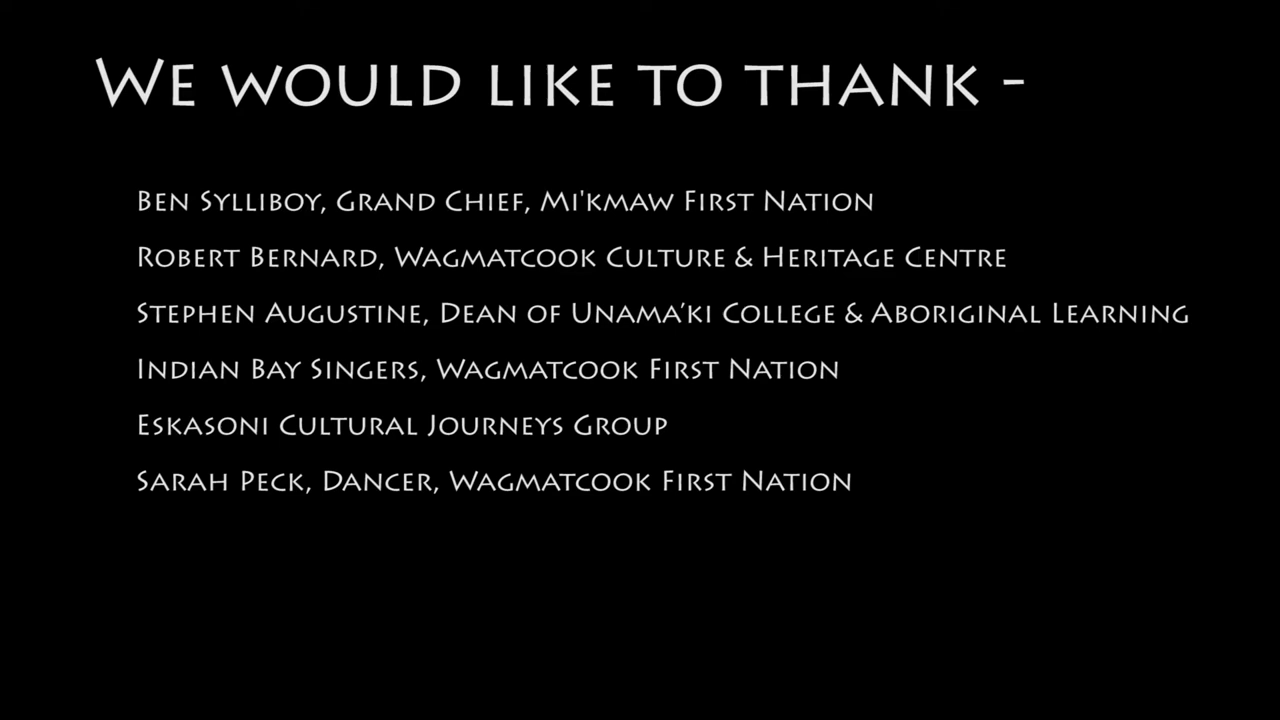 We would like to thank -
Ben Sylliboy, Grand Chief, Mi'kmaw First Nation
Robert Bernard, Wagmatcook Culture & Heritage Centre
Stephen Augustine, Dean of Unama’ki College & Aboriginal Learning
Indian Bay Singers, Wagmatcook First Nation
Eskasoni Cultural Journeys Group
Sarah Peck, Dancer, Wagmatcook First Nation